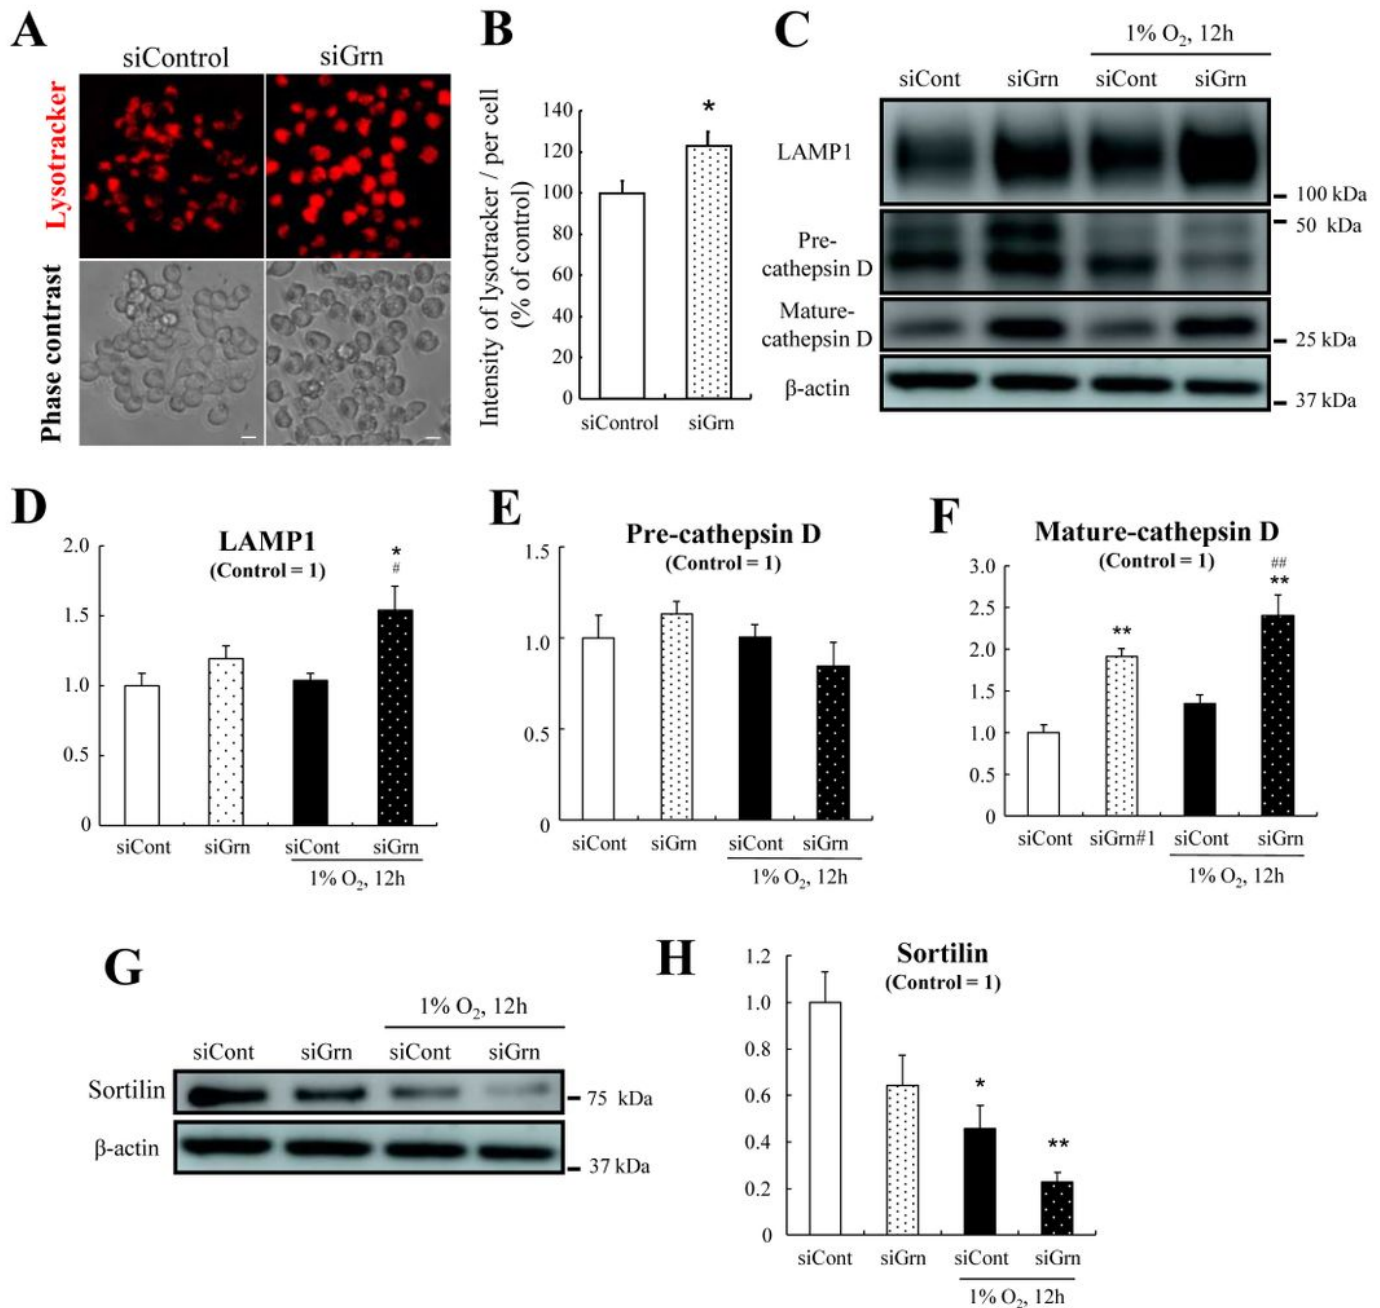 A
siControl
siGrn
Lysotracker
Phase contrast
B
Intensity of lysotracker / per cell
(% of control)
140
120
100
80
60
40
20
0
*
siControl
siGrn
C
1% O₂, 12h
siCont
siGrn
siCont
siGrn
LAMP1
100 kDa
50 kDa
Pre-
cathepsin D
Mature-
cathepsin D
25 kDa
β-actin
37 kDa
D
LAMP1
(Control = 1)
2.0
1.5
1.0
0.5
0
*
#
siCont
siGrn
siCont
siGrn
1% O₂, 12h
E
Pre-cathepsin D
(Control = 1)
1.5
1.0
0.5
0
siCont
siGrn
siCont
siGrn
1% O₂, 12h
F
Mature-cathepsin D
(Control = 1)
3.0
2.5
2.0
1.5
1.0
0.5
0
**
##
**
siCont
siGrn#1
siCont
siGrn
1% O₂, 12h
G
1% O₂, 12h
siCont
siGrn
siCont
siGrn
Sortilin
75 kDa
β-actin
37 kDa
H
Sortilin
(Control = 1)
1.2
1.0
0.8
0.6
0.4
0.2
0
*
**
siCont
siGrn
siCont
siGrn
1% O₂, 12h